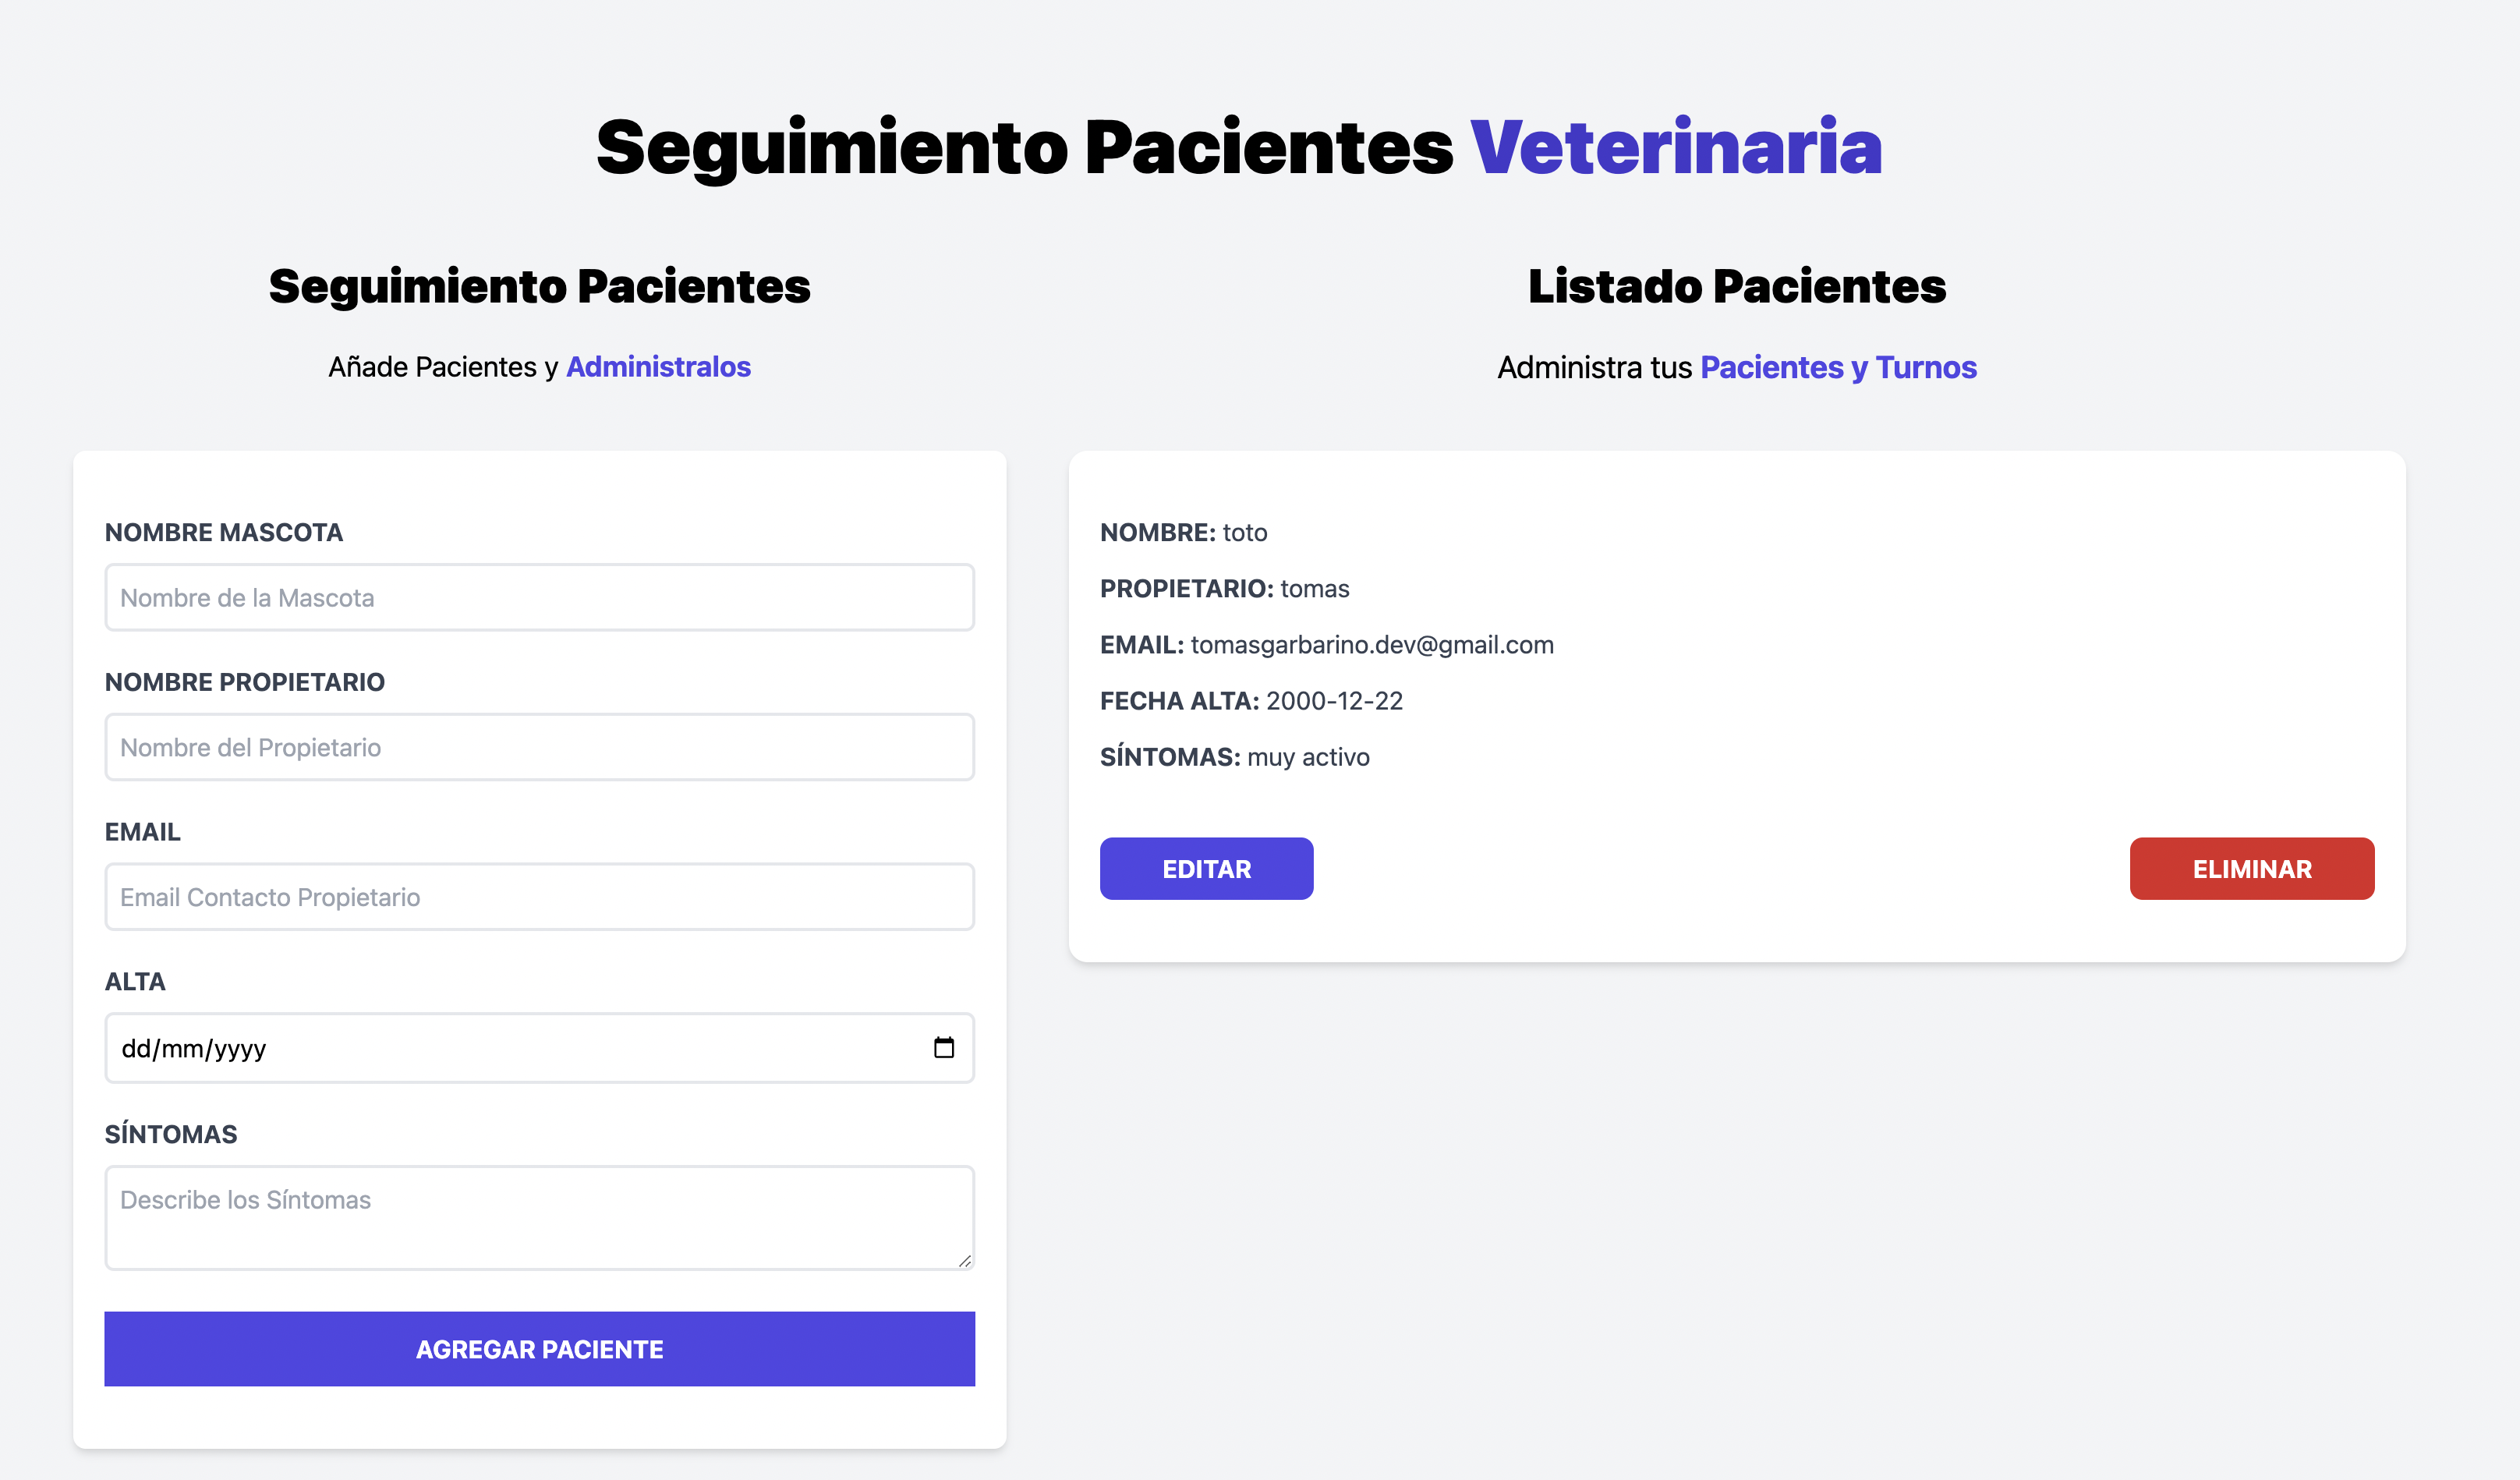 Seguimiento Pacientes Veterinaria
Seguimiento Pacientes
Añade Pacientes y Administralos
NOMBRE MASCOTA
Nombre de la Mascota
NOMBRE PROPIETARIO
Nombre del Propietario
EMAIL
Email Contacto Propietario
ALTA
dd/mm/yyyy
SÍNTOMAS
Describe los Síntomas
AGREGAR PACIENTE
Listado Pacientes
Administra tus Pacientes y Turnos
NOMBRE: toto
PROPIETARIO: tomas
EMAIL: tomasgarbarino.dev@gmail.com
FECHA ALTA: 2000-12-22
SÍNTOMAS: muy activo
EDITAR
ELIMINAR